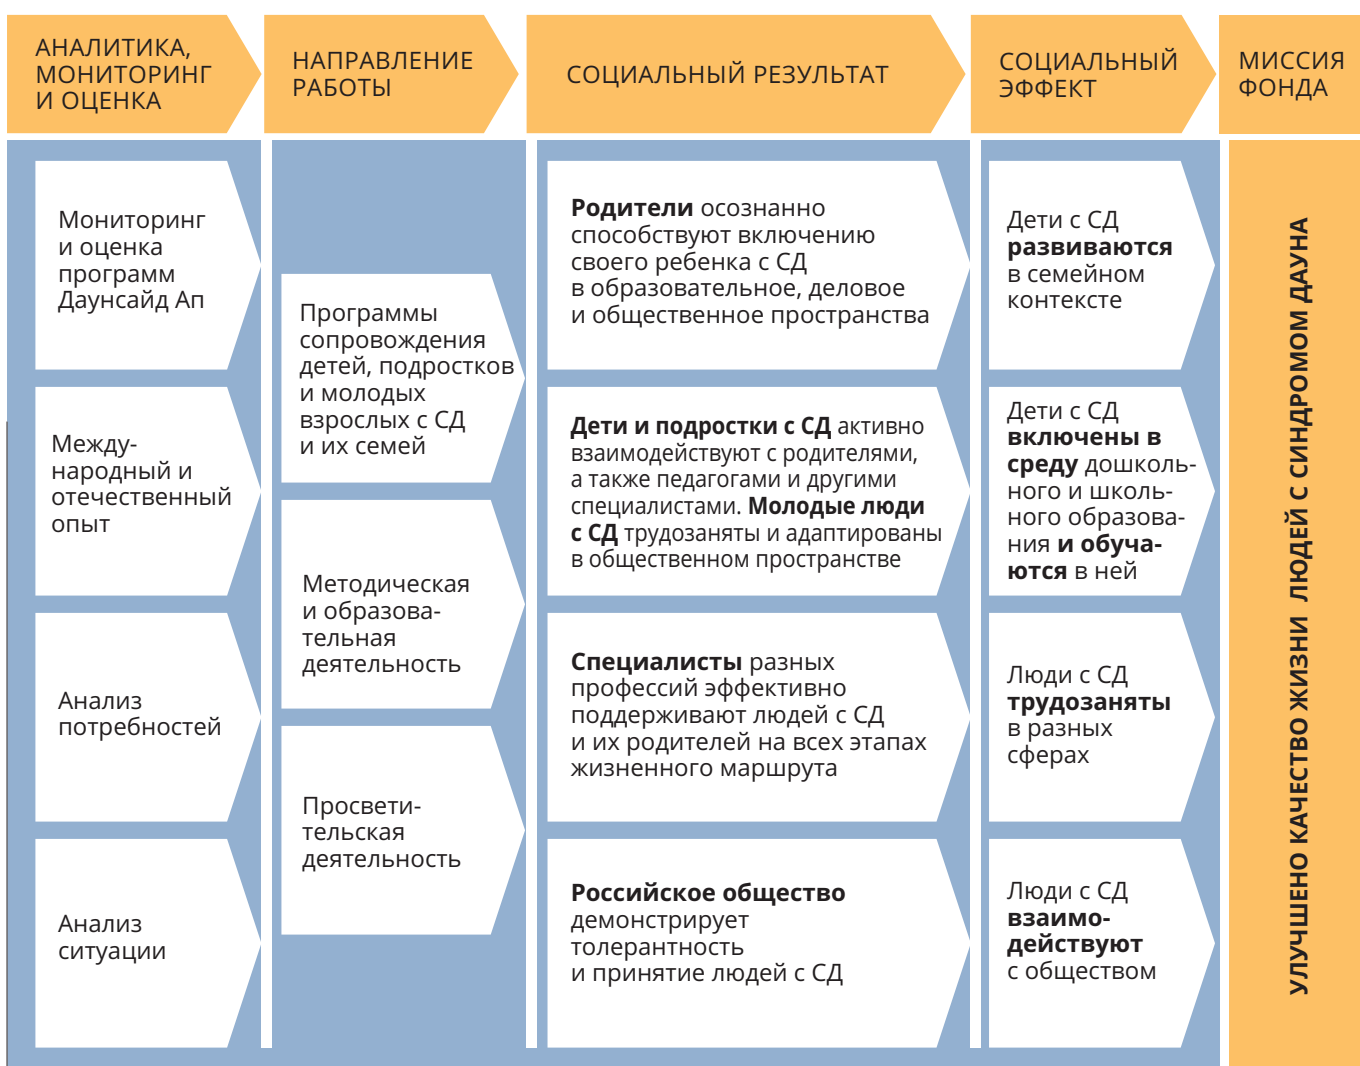 АНАЛИТИКА,
МОНИТОРИНГ
И ОЦЕНКА
НАПРАВЛЕНИЕ
РАБОТЫ
СОЦИАЛЬНЫЙ РЕЗУЛЬТАТ
СОЦИАЛЬНЫЙ
ЭФФЕКТ
МИССИЯ
ФОНДА
Мониторинг
и оценка
программ
Даунсайд Ап
Между-
народный и
отечественный
опыт
Анализ
потребностей
Анализ
ситуации
Программы
сопровождения
детей, подростков
и молодых
взрослых с СД
и их семей
Методическая
и образова-
тельная
деятельность
Просвети-
тельская
деятельность
Родители осознанно
способствуют включению
своего ребенка с СД
в образовательное, деловое
и общественное пространства
Дети и подростки с СД активно
взаимодействуют с родителями,
а также педагогами и другими
специалистами. Молодые люди
с СД трудозаняты и адаптированы
в общественном пространстве
Специалисты разных
профессий эффективно
поддерживают людей с СД
и их родителей на всех этапах
жизненного маршрута
Российское общество
демонстрирует
толерантность
и принятие людей с СД
Дети с СД
развиваются
в семейном
контексте
Дети с СД
включены в
среду дошколь-
ного и школь-
ного образова-
ния и обуча-
ются в ней
Люди с СД
трудозаняты
в разных
сферах
Люди с СД
взаимо-
действуют
с обществом
УЛУЧШЕНО КАЧЕСТВО ЖИЗНИ ЛЮДЕЙ С СИНДРОМОМ ДАУНА